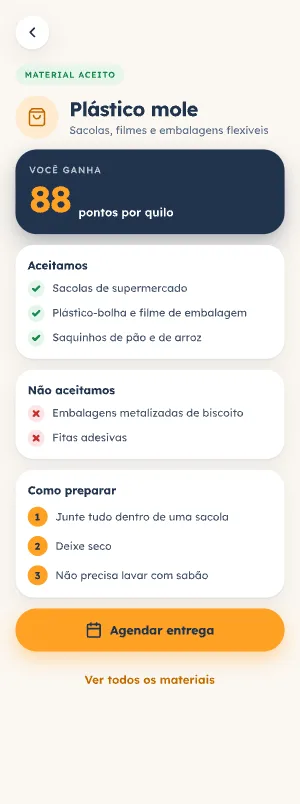 MATERIAL ACEITO
Plástico mole
Sacolas, filmes e embalagens flexíveis
VOCÊ GANHA
88 pontos por quilo
Aceitamos
Sacolas de supermercado
Plástico-bolha e filme de embalagem
Saquinhos de pão e de arroz
Não aceitamos
Embalagens metalizadas de biscoito
Fitas adesivas
Como preparar
1 Junte tudo dentro de uma sacola
2 Deixe seco
3 Não precisa lavar com sabão
Agendar entrega
Ver todos os materiais